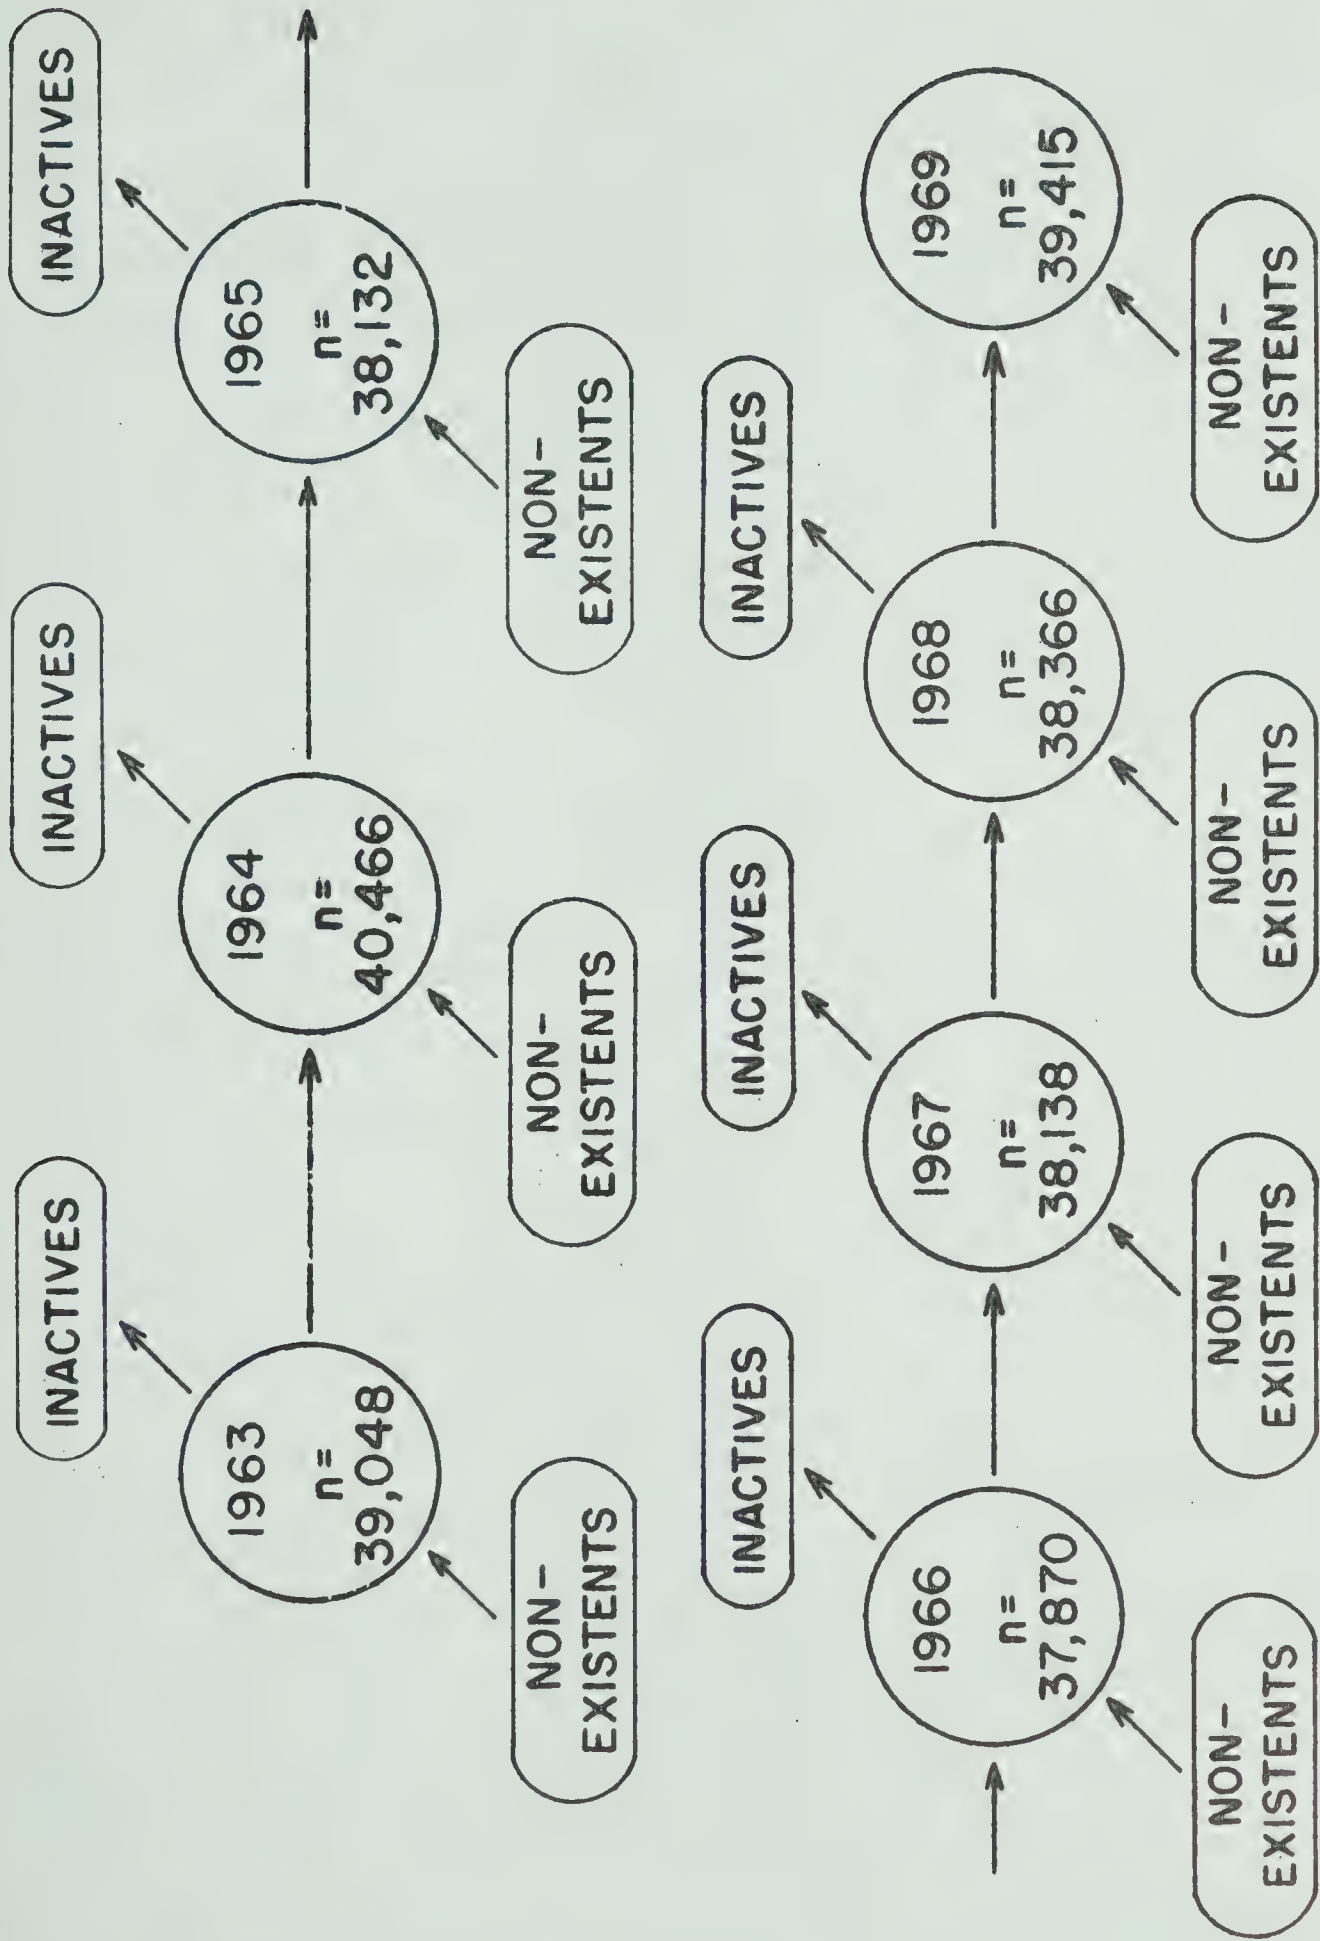 INACTIVES
INACTIVES
INACTIVES
1963
n=
39,048
1964
n=
40,466
1965
n=
38,132
NON-
EXISTENTS
NON-
EXISTENTS
NON-
EXISTENTS
INACTIVES
INACTIVES
INACTIVES
1966
n=
37,870
1967
n=
38,138
1968
n=
38,366
1969
n=
39,415
NON-
EXISTENTS
NON-
EXISTENTS
NON-
EXISTENTS
NON-
EXISTENTS